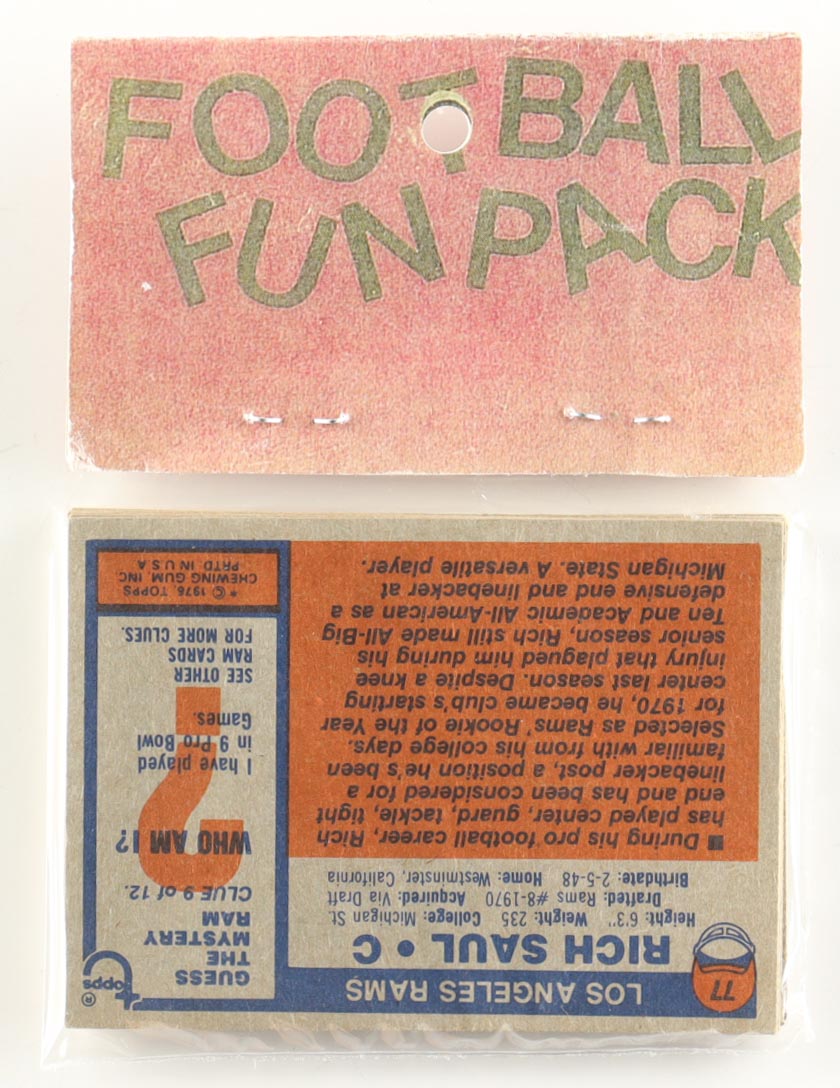 FOOTBALL
FUN PACK
LOS ANGELES RAMS
77
RICH SAUL • C
Height: 6'3" Weight: 235 College: Michigan St.
Drafted: Rams #8-1970 Acquired: Via Draft
Birthdate: 2-5-48 Home: Westminster, California
■ During his pro football career, Rich,
has played center, guard, tackle, tight
end and has been considered for a
linebacker post, a position he's been
familiar with from his college days.
Selected as Rams' Rookie of the Year
for 1970, he became club's starting
center last season. Despite a knee
injury that plagued him during his
senior season, Rich, still made All-Big
Ten and Academic All-American as a
defensive end and linebacker at
Michigan State. A versatile player.
topps ®
GUESS
THE
MYSTERY
RAM
CLUE 9 of 12.
WHO AM I?
?
I have played
in 9 Pro Bowl
Games.
SEE OTHER
RAM CARDS
FOR MORE CLUES.
* © 1976 TOPPS
CHEWING GUM, INC.
PRTD IN U S A